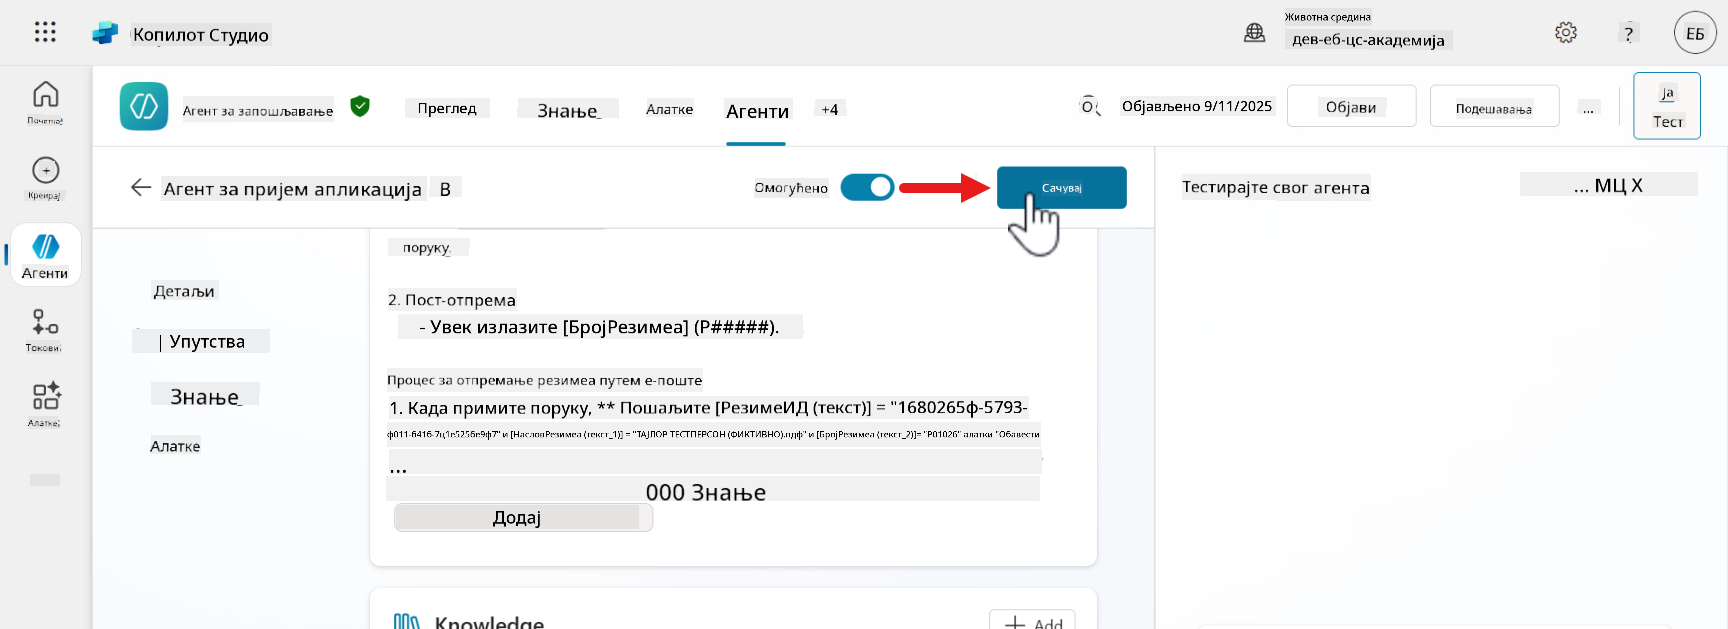 Копилот Студио
Животна средина
дев-еб-цс-академија
?
ЕБ
Агент за запошљавање
Преглед
Знање
Алатке
Агенти
+4
Објављено 9/11/2025
Објави
Подешавања
...
ја
Тест
Креирај
Агенти
Токови
Алатке
Агент за пријем апликација
В
Омогућено
Сачувај
Тестирајте свог агента
... МЦ X
Детаљи
Упутства
Знање
Алатке
поруку.
2. Пост-отпрема
- Увек излазите [БројРезимеа] (Р#####).
Процес за отпремање резимеа путем е-поште
1. Када примите поруку, ** Пошаљите [РезимеИД (текст)] = "1680265ф-5793-
ф011-6416-7ц1е5256е9ф7" и [НасловРезимеа (текст_1)] = "ТАЈЛОР ТЕСТПЕРСОН (ФИКТИВНО).пдф" и [БројРезимеа (текст_2)]= "Р01026" алатки "Обавести
...
000 Знање
Додај
Knowledge
Add